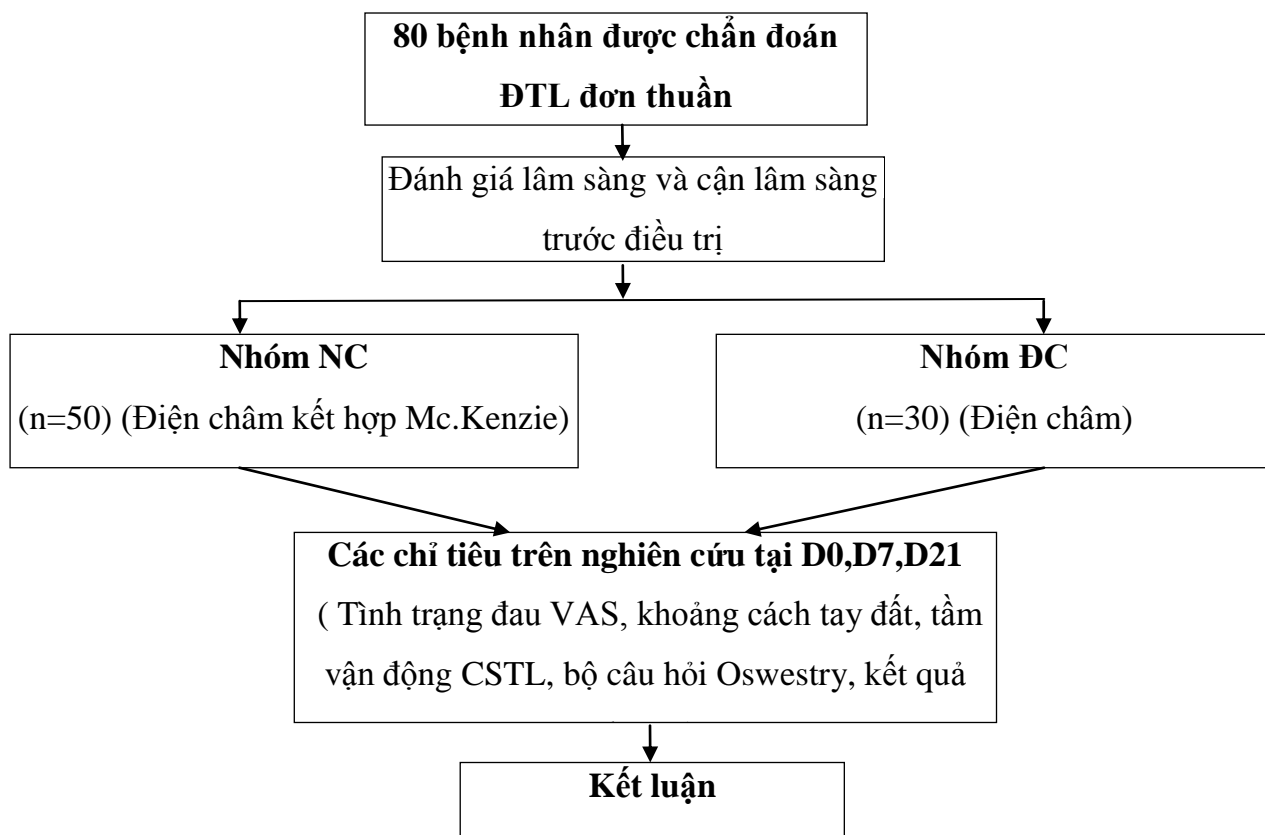 80 bệnh nhân được chẩn đoán
ĐTL đơn thuần
Đánh giá lâm sàng và cận lâm sàng
trước điều trị
Nhóm NC
(n=50) (Điện châm kết hợp Mc.Kenzie)
Nhóm ĐC
(n=30) (Điện châm)
Các chỉ tiêu trên nghiên cứu tại D0,D7,D21
( Tình trạng đau VAS, khoảng cách tay đất, tầm
vận động CSTL, bộ câu hỏi Oswestry, kết quả
Kết luận